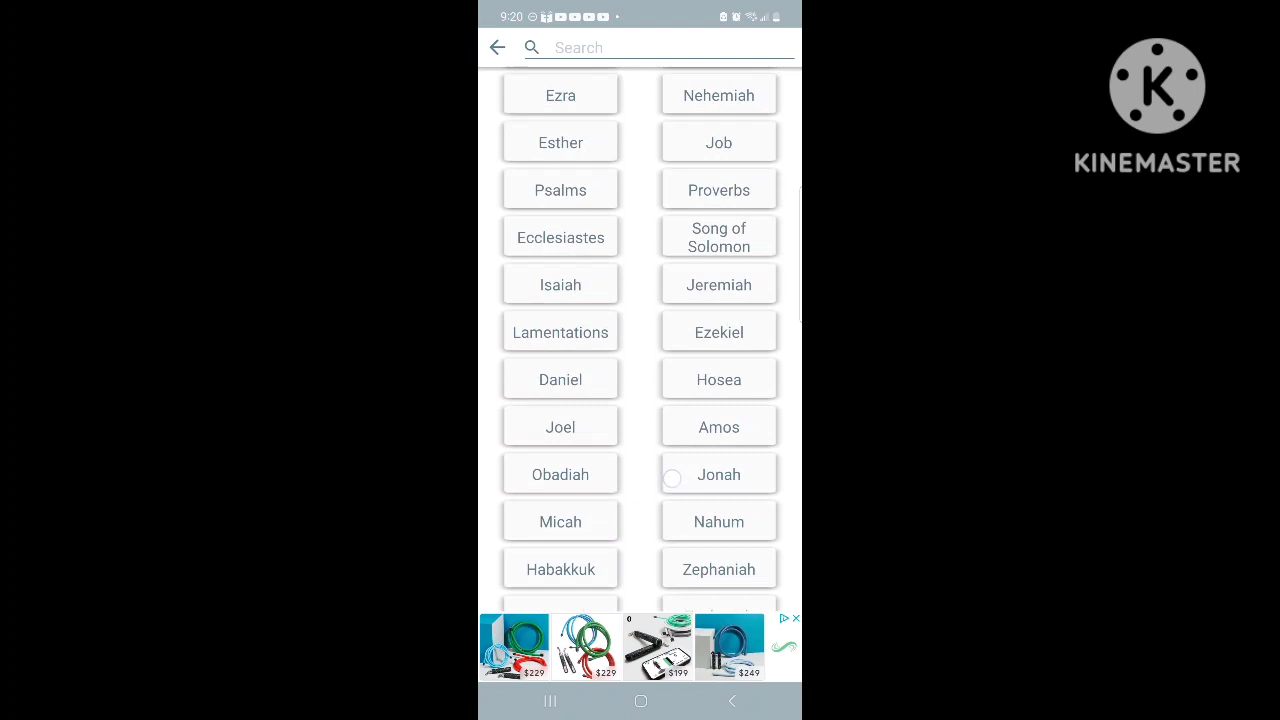 9:20
Search
Ezra
Nehemiah
Esther
Job
Psalms
Proverbs
Ecclesiastes
Song of
Solomon
Isaiah
Jeremiah
Lamentations
Ezekiel
Daniel
Hosea
Joel
Amos
Obadiah
Jonah
Micah
Nahum
Habakkuk
Zephaniah
$229
$229
$199
$249
K
KINEMASTER